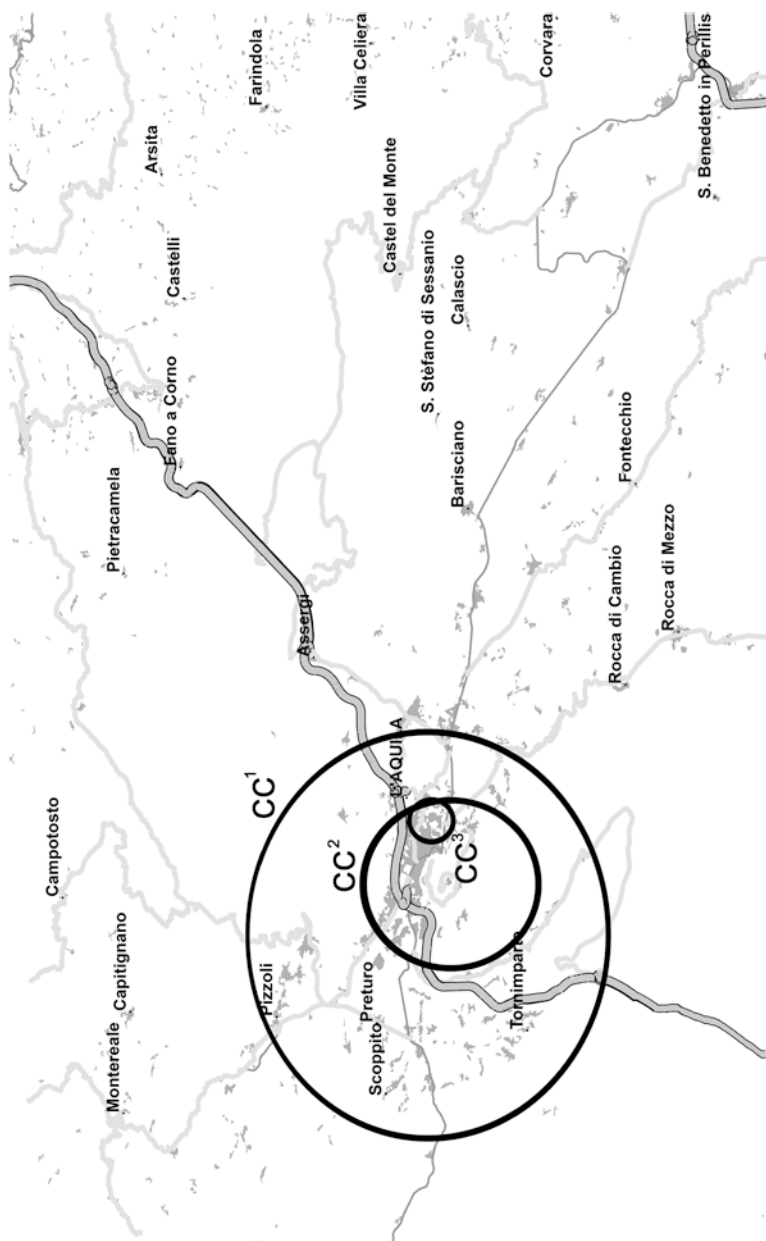 Campotosto
Montereale
Capitignano
Pietracamela
Arsita
Fano a Corno
Castelli
Farindola
Pizzoli
CC1
Assergi
CC2
Villa Celiera
Scoppito
Preturo
Castel del Monte
L'AQUILA
S. Stèfano di Sessanio
Barisciano
Calascio
CC3
Tornimparte
Corvara
Rocca di Cambio
Fontecchio
Rocca di Mezzo
S. Benedetto in Perillis